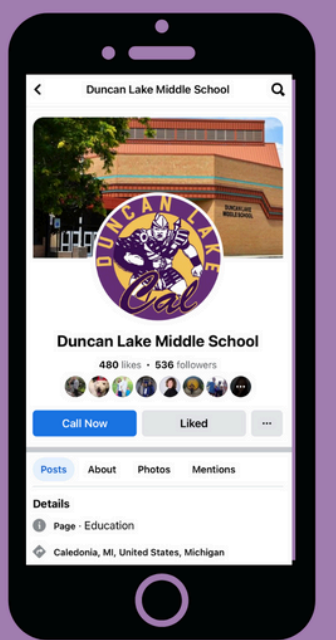 Duncan Lake Middle School
DUNCAN LAKE
MIDDLE SCHOOL
DUNCAN LAKE
Cal
Duncan Lake Middle School
480 likes • 536 followers
Call Now
Liked
Posts About Photos Mentions
Details
Page · Education
Caledonia, MI, United States, Michigan